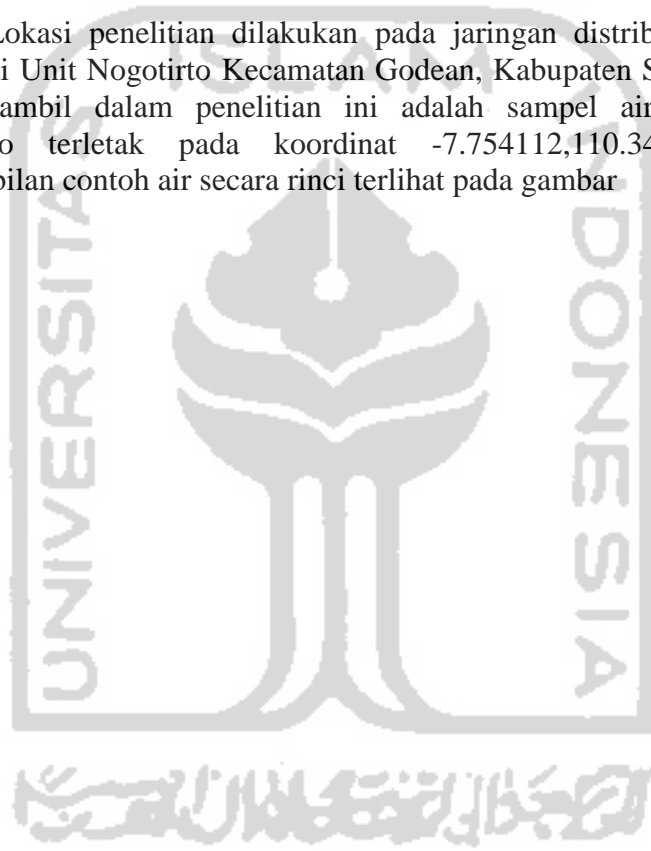 Lokasi penelitian dilakukan pada jaringan distrib
i Unit Nogotirto Kecamatan Godean, Kabupaten S
ambil dalam penelitian ini adalah sampel air
o terletak pada koordinat -7.754112,110.34
bilan contoh air secara rinci terlihat pada gambar
ISLAM
UNIVERSITAS
INDONESIA